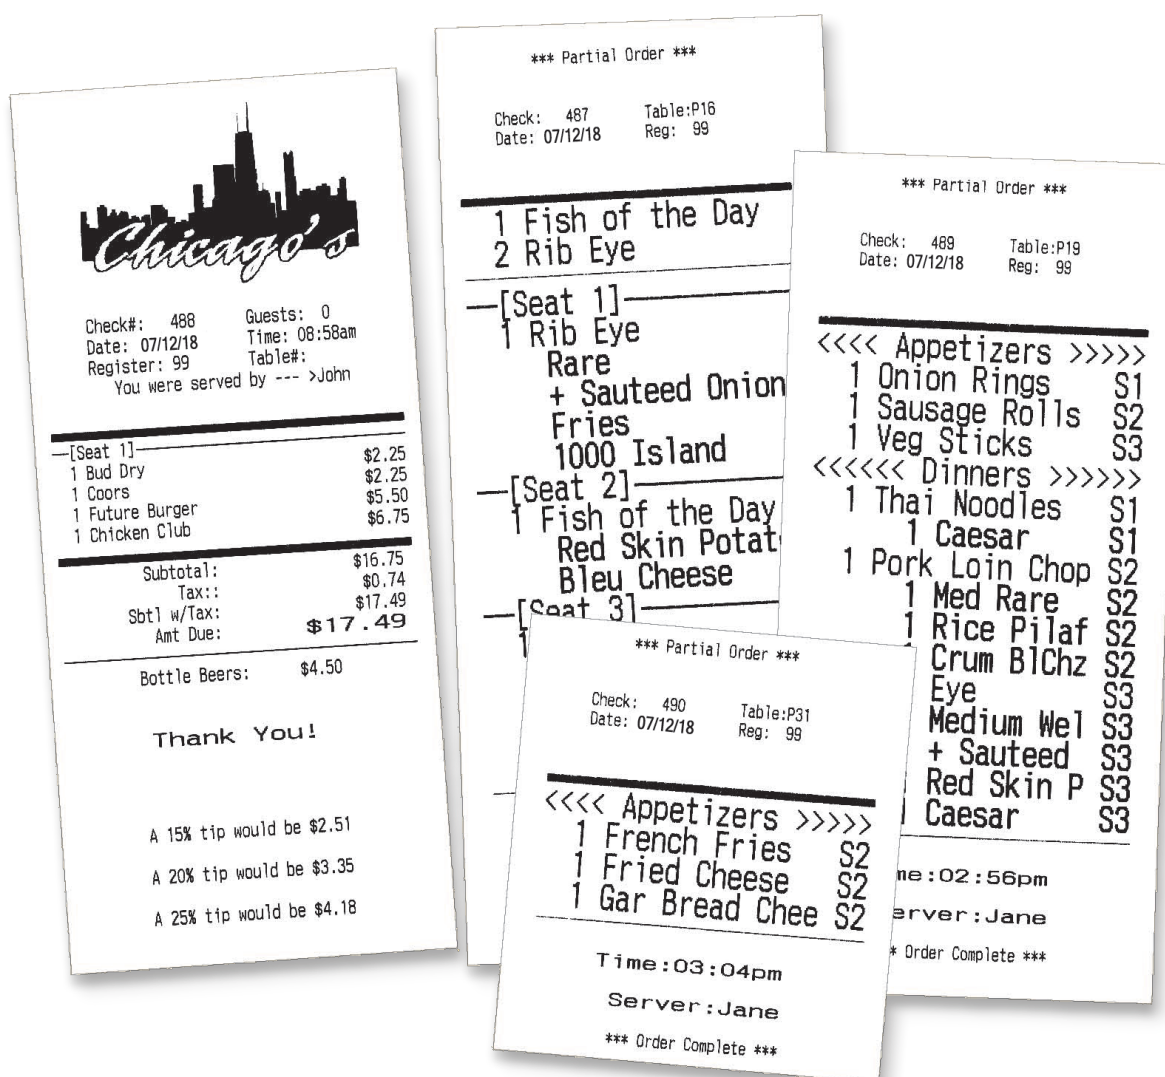 Chicago's
Check#: 488 Guests: 0
Date: 07/12/18 Time: 08:58am
Register: 99 Table#:
You were served by --- >John
[Seat 1]
1 Bud Dry $2.25
1 Coors $2.25
1 Future Burger $5.50
1 Chicken Club $6.75
Subtotal: $16.75
Tax:: $0.74
Sbtl w/Tax: $17.49
Amt Due: $17.49
Bottle Beers: $4.50
Thank You!
A 15% tip would be $2.51
A 20% tip would be $3.35
A 25% tip would be $4.18
*** Partial Order ***
Check: 487 Table:P16
Date: 07/12/18 Reg: 99
1 Fish of the Day
2 Rib Eye
[Seat 1]
1 Rib Eye
Rare
+ Sauteed Onion
Fries
1000 Island
[Seat 2]
1 Fish of the Day
Red Skin Potat
Bleu Cheese
[Seat 3]
*** Partial Order ***
Check: 490 Table:P31
Date: 07/12/18 Reg: 99
<<<< Appetizers >>>>>
1 French Fries S2
1 Fried Cheese S2
1 Gar Bread Chee S2
Time:03:04pm
Server:Jane
*** Order Complete ***
*** Partial Order ***
Check: 489 Table:P19
Date: 07/12/18 Reg: 99
<<<< Appetizers >>>>>
1 Onion Rings S1
1 Sausage Rolls S2
1 Veg Sticks S3
<<<<<< Dinners >>>>>>
1 Thai Noodles S1
1 Caesar S1
1 Pork Loin Chop S2
1 Med Rare S2
1 Rice Pilaf S2
Crum BlChz S2
Eye S3
Medium Wel S3
+ Sauteed S3
Red Skin P S3
Caesar S3
me:02:56pm
erver:Jane
* Order Complete ***